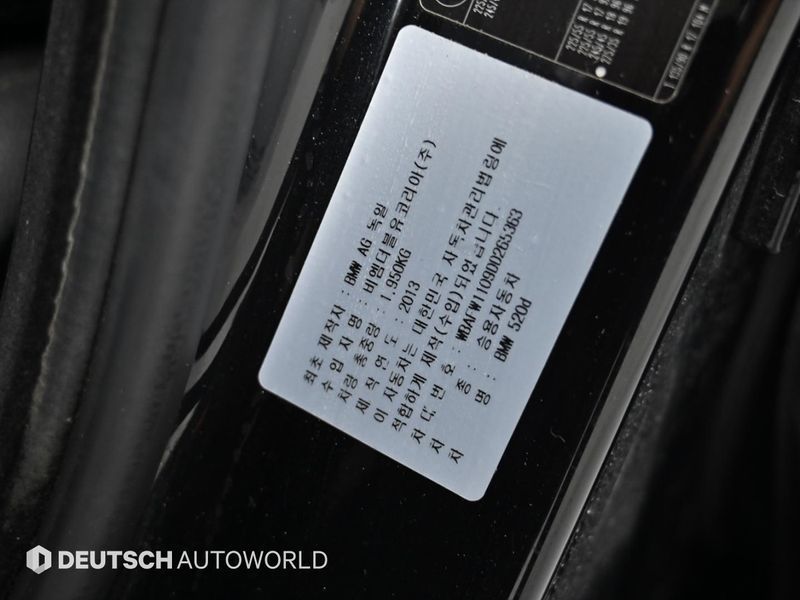 최초 제작자 : BMW AG 독일
수입 자명 : 비엠더블유코리아(주)
차량 총중량 : 1,950KG
제 작 연 도 : 2013
이 자동차는 대한민국 자동차관리법령에
적합하게 제작(수입)되었습니다.
차 대 번 호 : WBAFW1109DD265363
차 종 : 승용자동차
차 명 : BMW 520d
DEUTSCH AUTOWORLD